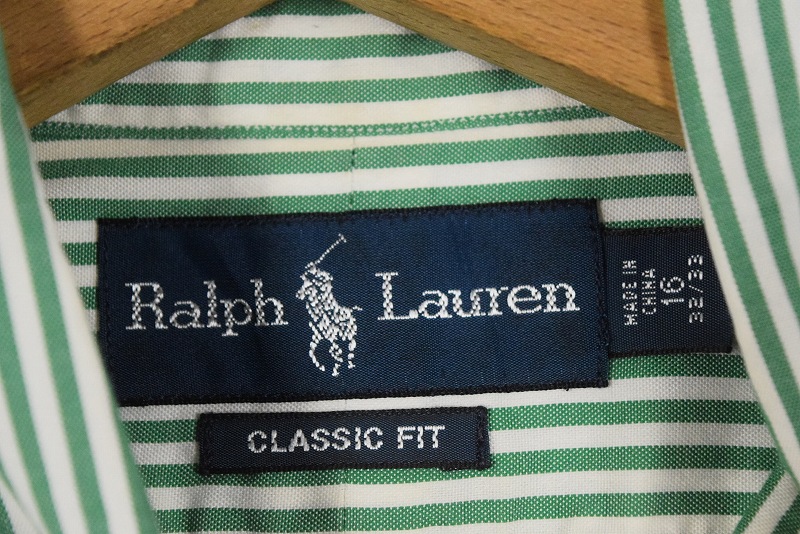 Ralph Lauren
MADE IN
CHINA
16
32/33
CLASSIC FIT